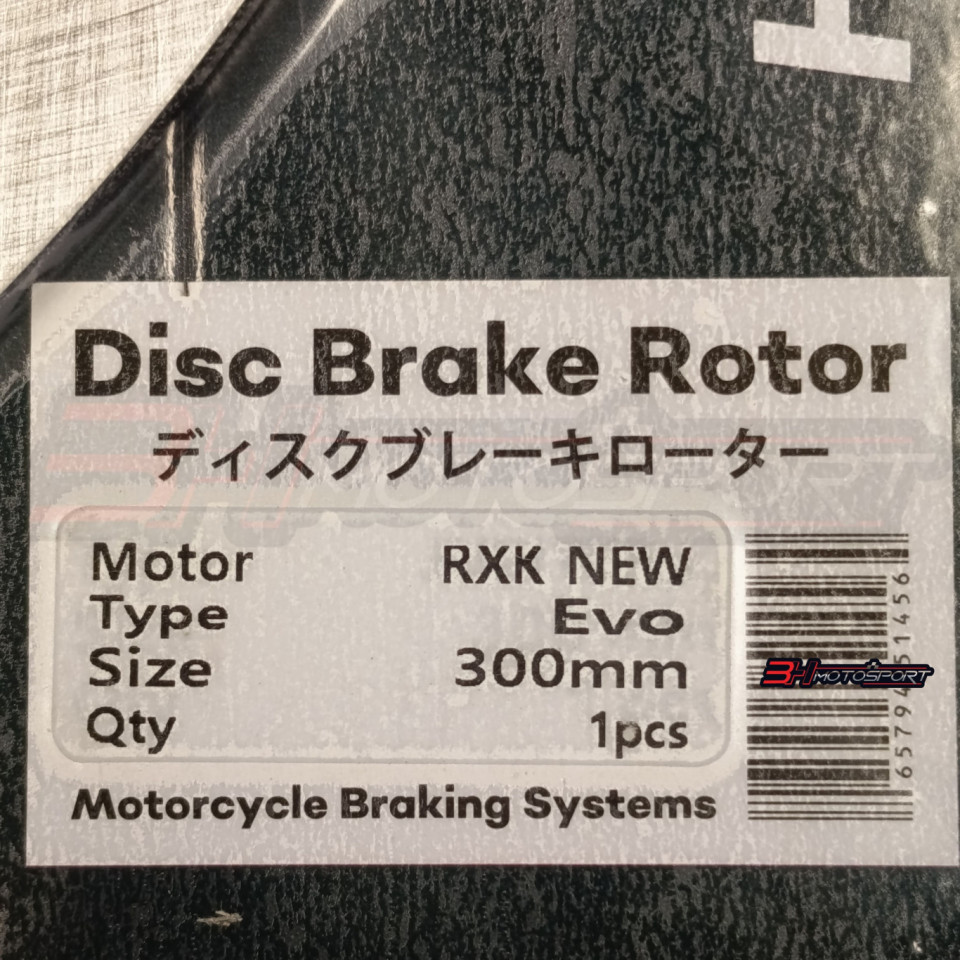 Disc Brake Rotor
ディスクブレーキローター
Motor RXK NEW
Type Evo
Size 300mm
Qty 1pcs
Motorcycle Braking Systems
3H MOTOSPORT